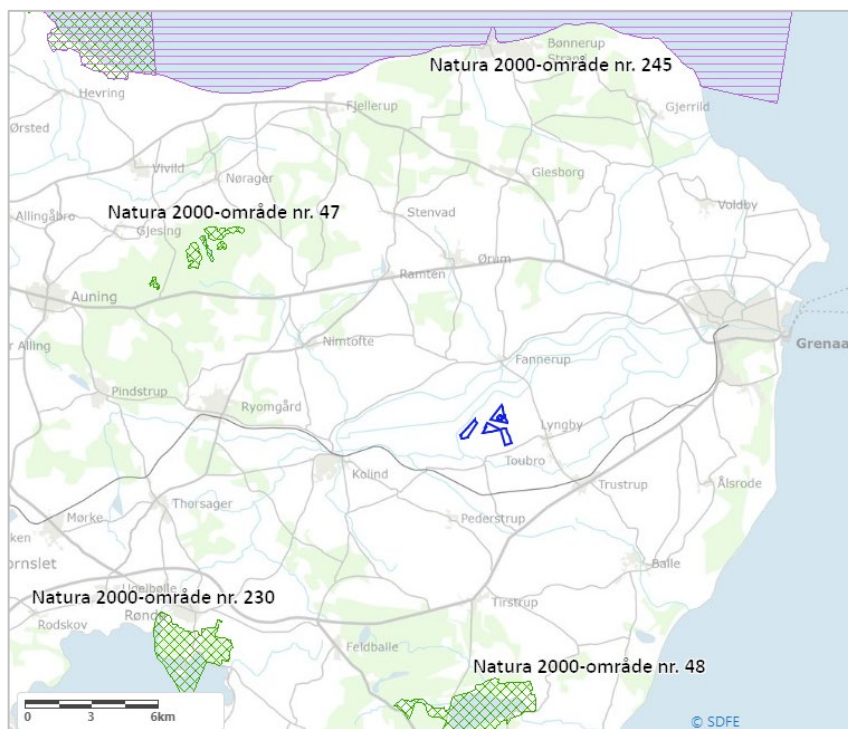 Bønnerup
Strand
Natura 2000-område nr. 245
Hevring
Fjellerup
Gjerrild
Ørsted
Vivild
Glesborg
Nørager
Voldby
Allingåbro
Natura 2000-område nr. 47
Stenvad
Gjesing
Ørum
Ramten
Auning
Grenaa
r Alling
Nimtofte
Fannerup
Pindstrup
Ryomgård
Lyngby
Toubro
Kolind
Trustrup
Ålsrode
Thorsager
Mørke
Pederstrup
ken
ornslet
Balle
Ugelbølle
Natura 2000-område nr. 230
Tirstrup
Rønde
Rodskov
Feldballe
Natura 2000-område nr. 48
0 3 6km
© SDFE